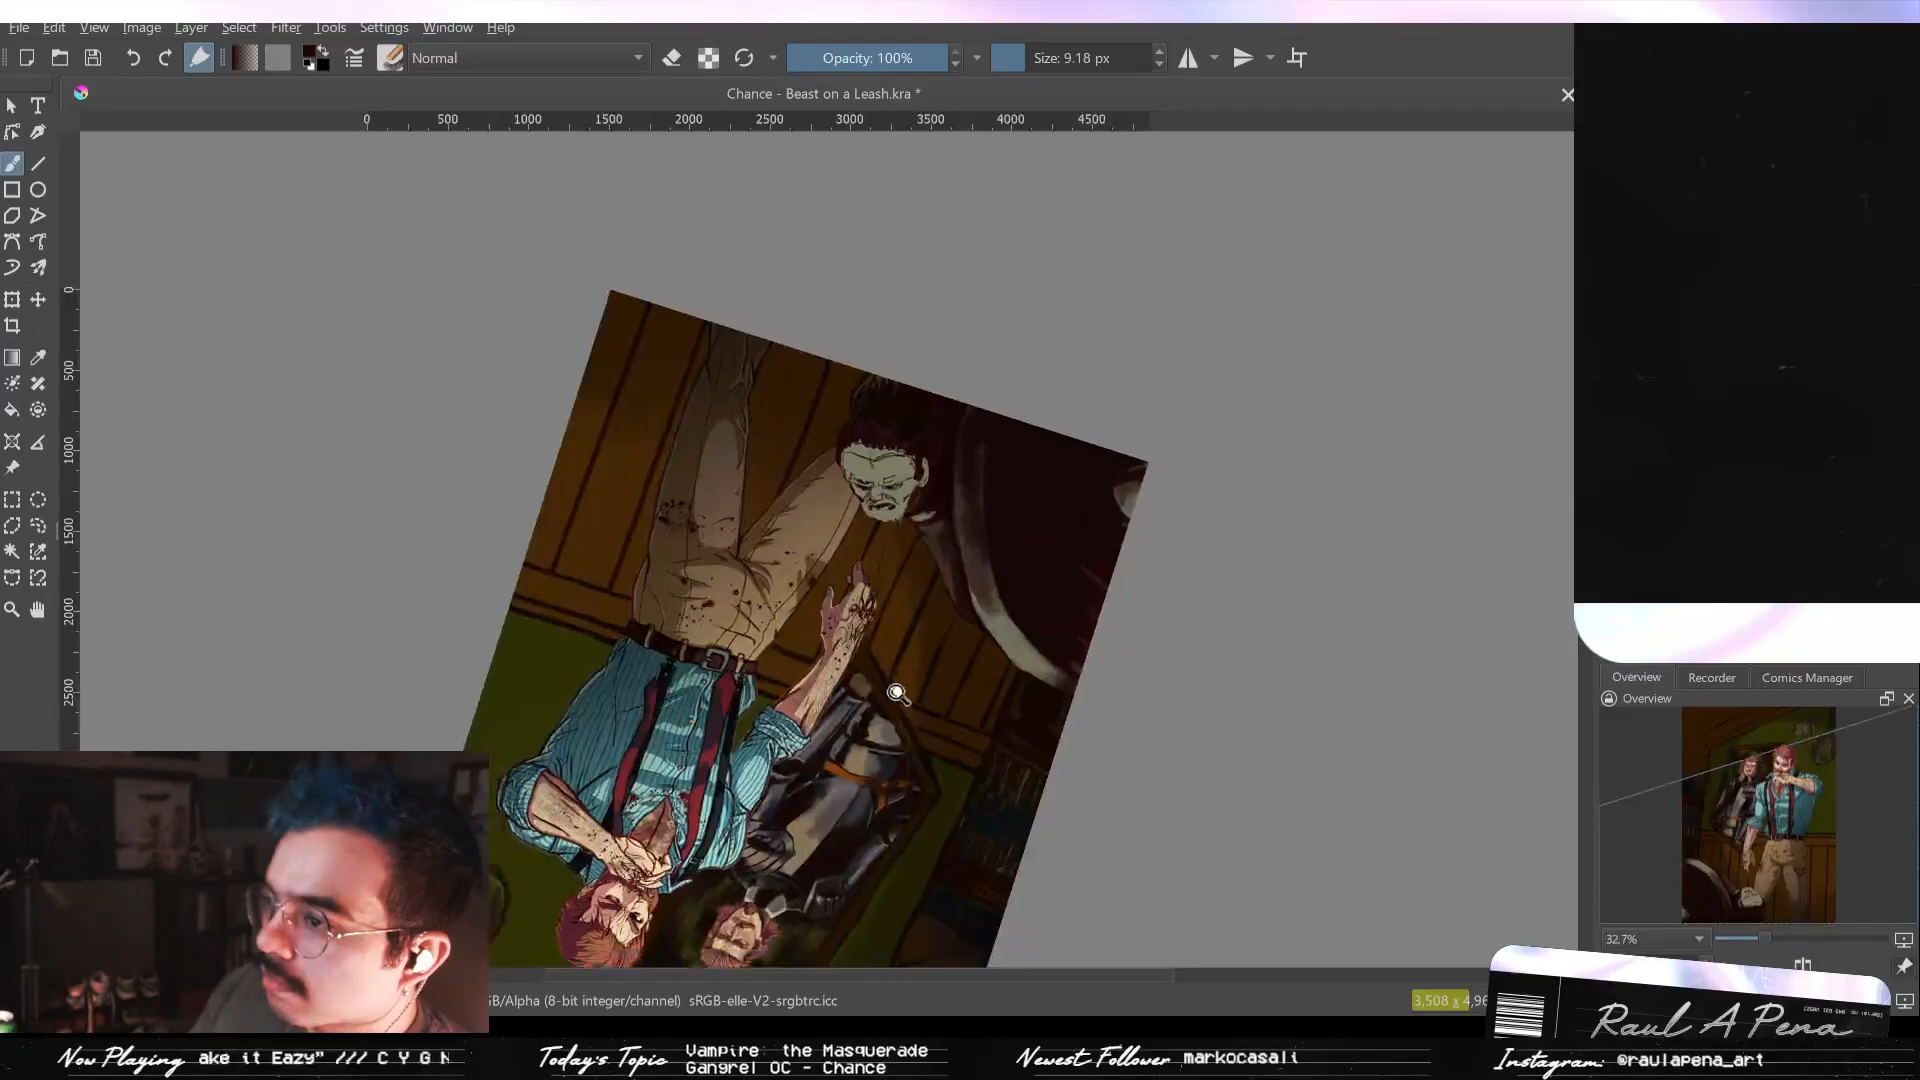 File Edit View Image Layer Select Filter Tools Settings Window Help
Normal
Opacity: 100%
Size: 9.18 px
Chance - Beast on a Leash.kra *
0 500 1000 1500 2000 2500 3000 3500 4000 4500
0
500
1000
1500
2000
2500
Overview Recorder Comics Manager
Overview
32.7%
GB/Alpha (8-bit integer/channel) sRGB-elle-V2-srgbtrc.icc
3,508 x 4,96
Raul A Pena
Now Playing ake it Eazy" /// C Y G N
Today's Topic Vampire: the Masquerade
Gangrel OC - Chance
Newest Follower markocasali
Instagram: @raulapena_art